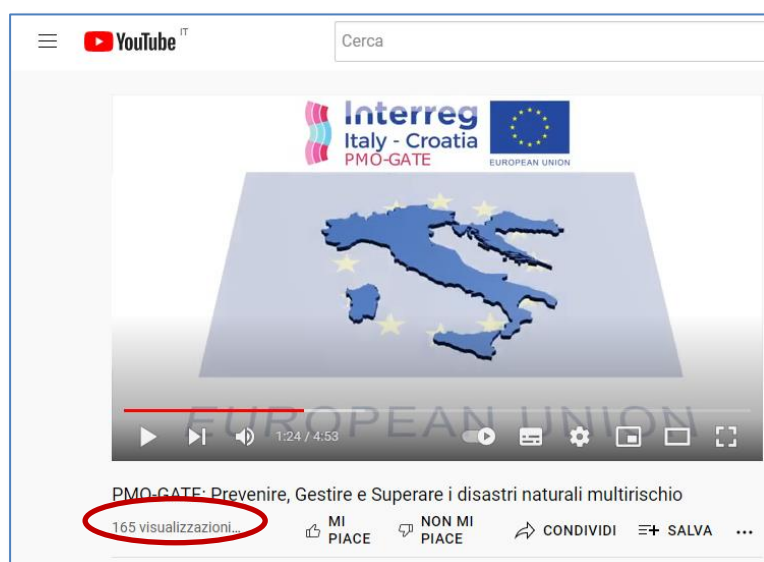 YouTube IT
Cerca
Interreg
Italy - Croatia
PMO-GATE
EUROPEAN UNION
EUROPEAN UNION
1:24 / 4:53
PMO-GATE: Prevenire, Gestire e Superare i disastri naturali multirischio
165 visualizzazioni...
MI PIACE
NON MI PIACE
CONDIVIDI
SALVA